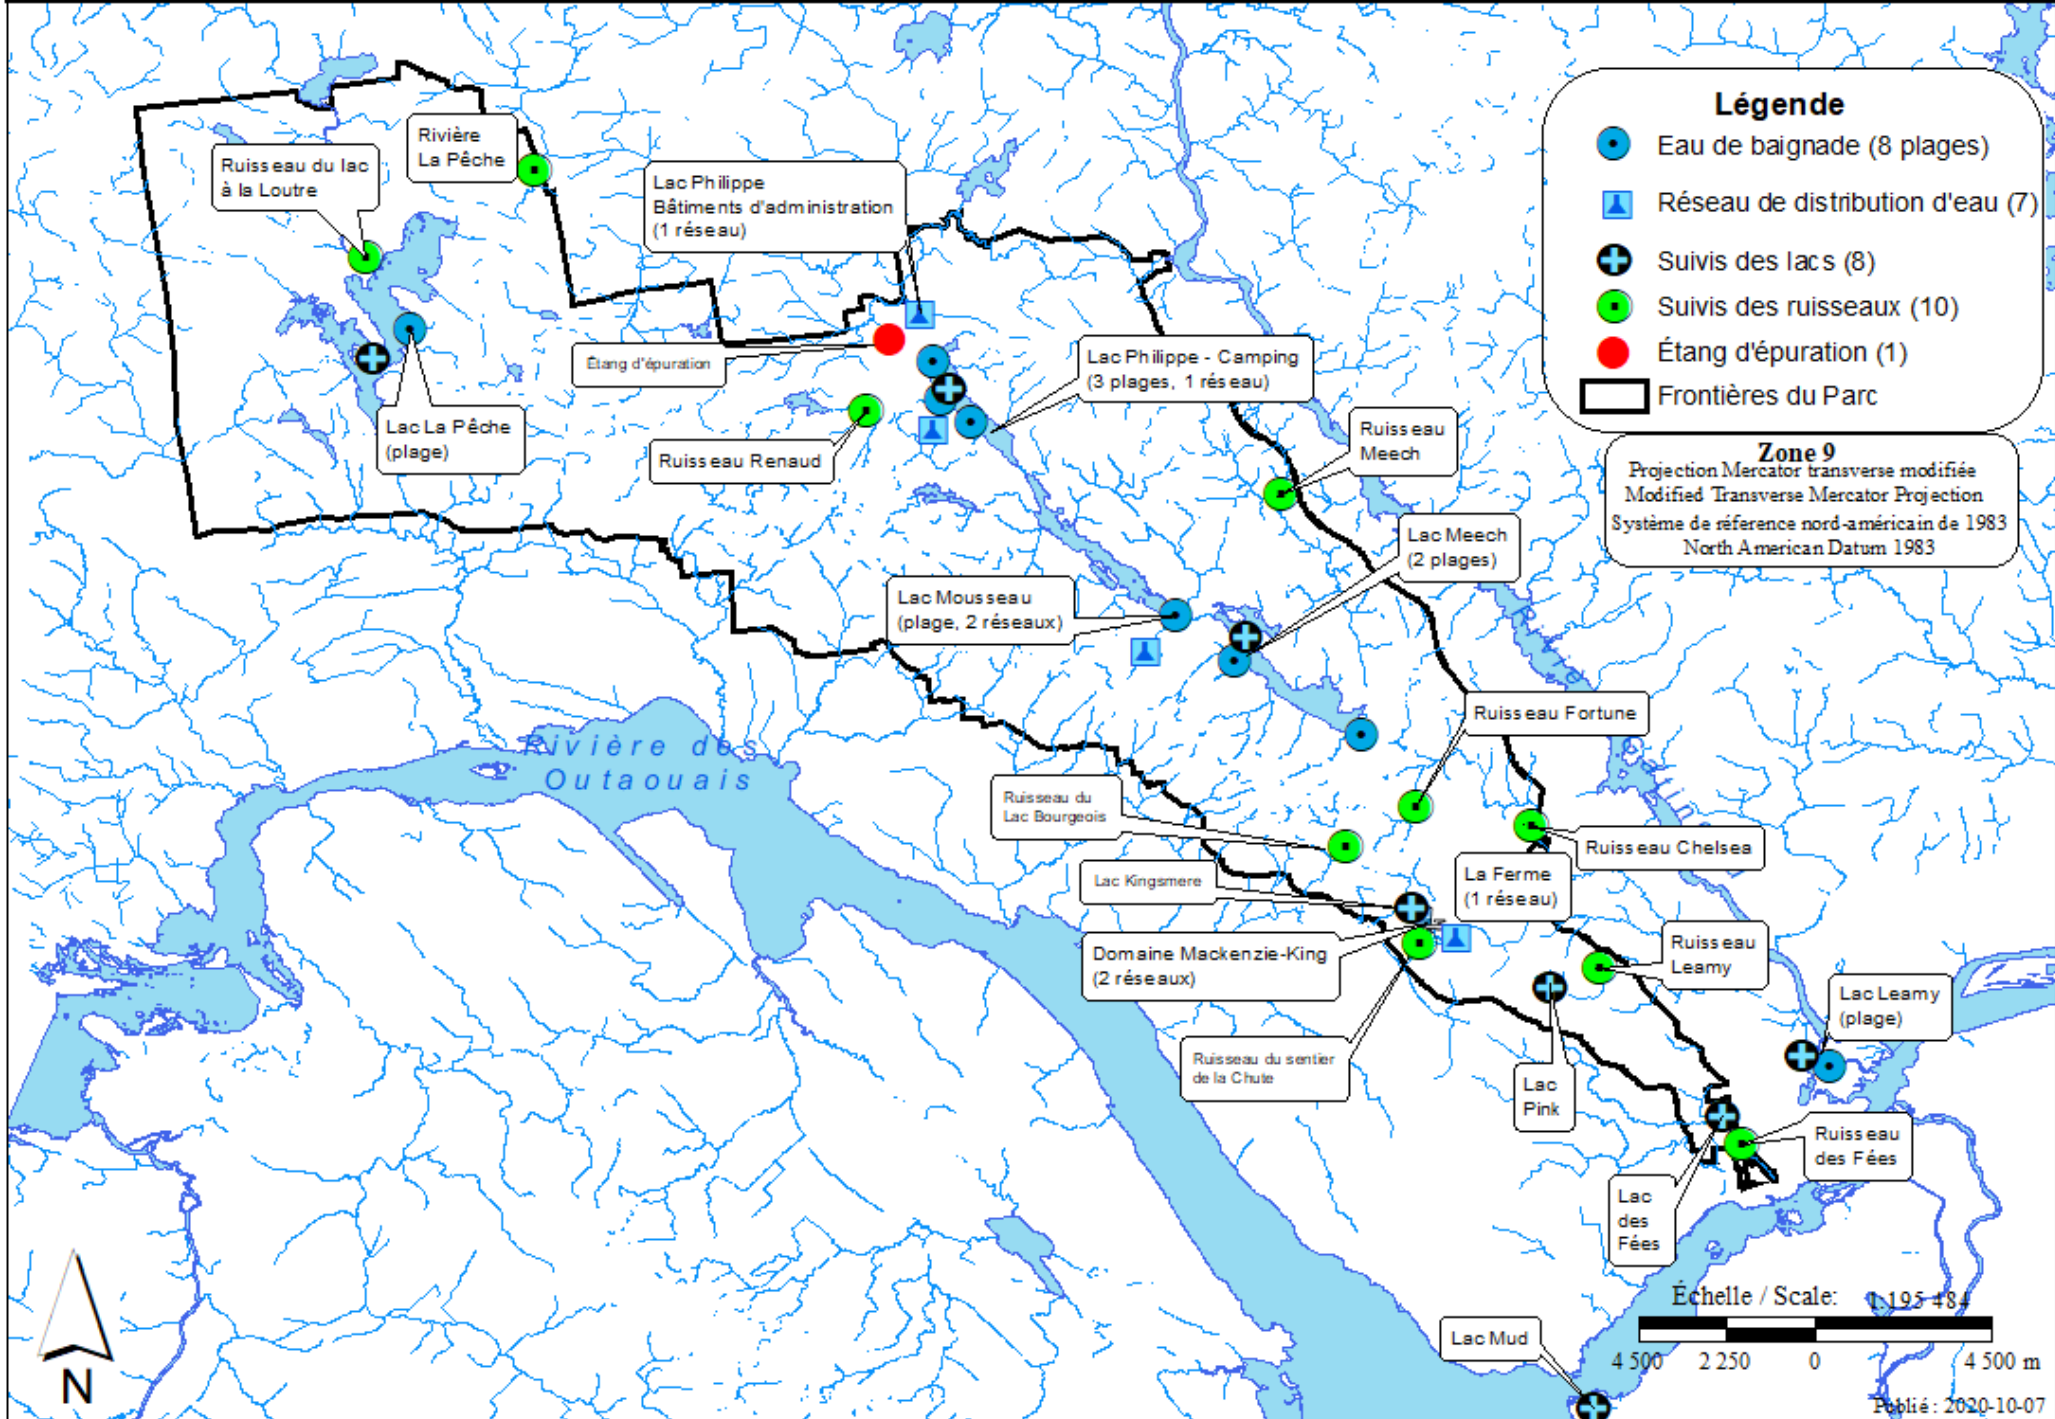 Légende
Eau de baignade (8 plages)
Réseau de distribution d'eau (7)
Suivis des lacs (8)
Suivis des ruisseaux (10)
Étang d'épuration (1)
Frontières du Parc
Zone 9
Projection Mercator transverse modifiée
Modified Transverse Mercator Projection
Système de réference nord-américain de 1983
North American Datum 1983
Rivière
La Pêche
Ruisseau du lac
à la Loutre
Lac Philippe
Bâtiments d'administration
(1 réseau)
Étang d'épuration
Lac Philippe - Camping
(3 plages, 1 réseau)
Lac La Pêche
(plage)
Ruisseau Renaud
Ruisseau
Meech
Lac Meech
(2 plages)
Lac Mousseau
(plage, 2 réseaux)
Ruisseau Fortune
Rivière des
Outaouais
Ruisseau du
Lac Bourgeois
Ruisseau Chelsea
Lac Kingsmere
La Ferme
(1 réseau)
Domaine Mackenzie-King
(2 réseaux)
Ruisseau
Leamy
Lac Leamy
(plage)
Ruisseau du sentier
de la Chute
Lac
Pink
Ruisseau
des Fées
Lac
des
Fées
Lac Mud
N
Échelle / Scale: 1:195 484
4 500 2 250 0 4 500 m
Publié : 2020-10-07